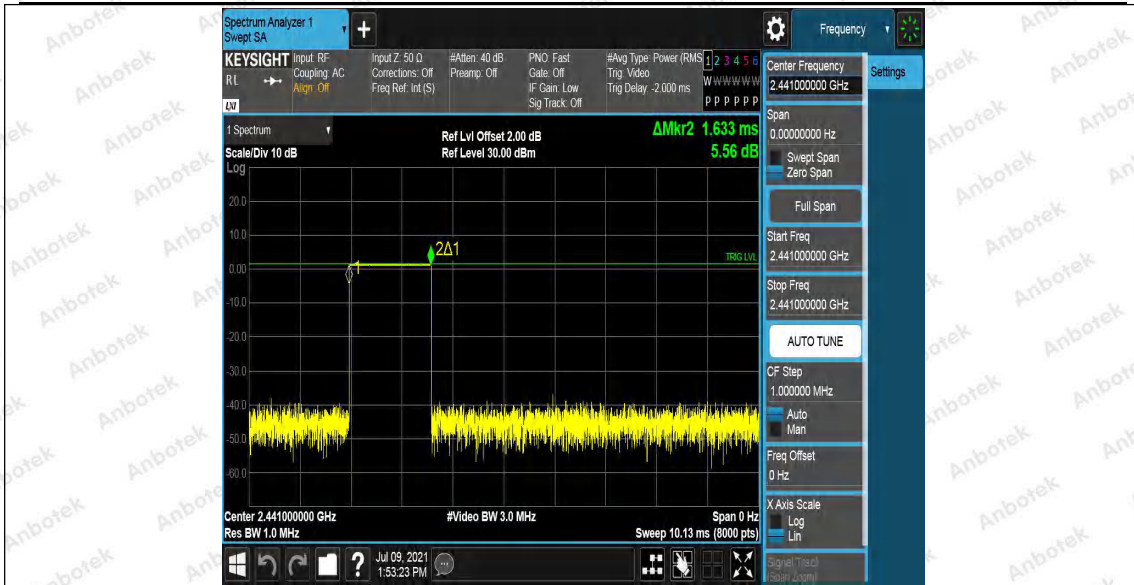 Spectrum Analyzer 1
Swept SA
Frequency
KEYSIGHT
RL
LXI
Input: RF
Coupling: AC
Align: Off
Input Z: 50 Ω
Corrections: Off
Freq Ref: Int (S)
#Atten: 40 dB
Preamp: Off
PNO: Fast
Gate: Off
IF Gain: Low
Sig Track: Off
#Avg Type: Power (RMS
Trig: Video
Trig Delay: -2.000 ms
1 2 3 4 5 6
W W W W W W
P P P P P P
Center Frequency
2.441000000 GHz
Settings
1 Spectrum
Scale/Div 10 dB
Ref Lvl Offset 2.00 dB
Ref Level 30.00 dBm
ΔMkr2 1.633 ms
5.56 dB
Log
20.0
10.0
0.00
-10.0
-20.0
-30.0
-40.0
-50.0
-60.0
1
2Δ1
TRIG LVL
Center 2.441000000 GHz
Res BW 1.0 MHz
#Video BW 3.0 MHz
Span 0 Hz
Sweep 10.13 ms (8000 pts)
Span
0.00000000 Hz
Swept Span
Zero Span
Full Span
Start Freq
2.441000000 GHz
Stop Freq
2.441000000 GHz
AUTO TUNE
CF Step
1.000000 MHz
Auto
Man
Freq Offset
0 Hz
X Axis Scale
Log
Lin
Signal Track
(Span Zoom)
Jul 09, 2021
1:53:23 PM
Anbotek